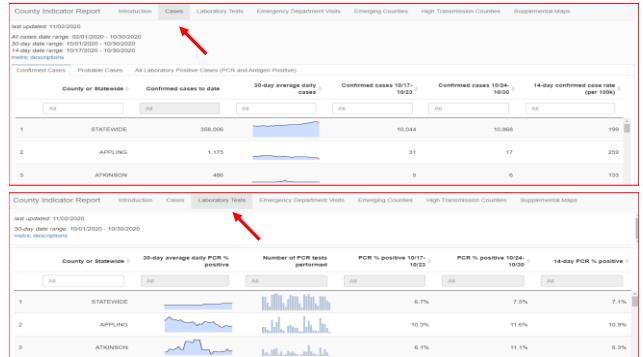 County Indicator Report Introduction Cases Laboratory Tests Emergency Department Visits Emerging Counties High Transmission Counties Supplemental Maps
last updated: 11/02/2020
All cases date range: 02/01/2020 - 10/30/2020
30-day date range: 10/01/2020 - 10/30/2020
14-day date range: 10/17/2020 - 10/30/2020
metric descriptions
Confirmed Cases Probable Cases All Laboratory Positive Cases (PCR and Antigen Positive)
County or Statewide Confirmed cases to date 30-day average daily cases Confirmed cases 10/17-10/23 Confirmed cases 10/24-10/30 14-day confirmed case rate (per 100k)
All All All All All All
1 STATEWIDE 358,006 10,044 10,868 199
2 APPLING 1,175 31 17 259
3 ATKINSON 486 5 6 133
County Indicator Report Introduction Cases Laboratory Tests Emergency Department Visits Emerging Counties High Transmission Counties Supplemental Maps
last updated: 11/02/2020
30-day date range: 10/01/2020 - 10/30/2020
metric descriptions
County or Statewide 30-day average daily PCR % positive Number of PCR tests performed PCR % positive 10/17-10/23 PCR % positive 10/24-10/30 14-day PCR % positive
All All All All All All
1 STATEWIDE 6.7% 7.5% 7.1%
2 APPLING 10.3% 11.6% 10.9%
3 ATKINSON 6.1% 11.1% 8.3%